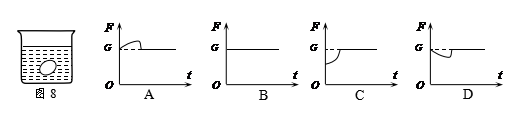 F F F F
G G G G
t t t t
O O O O
图 8 A B C D